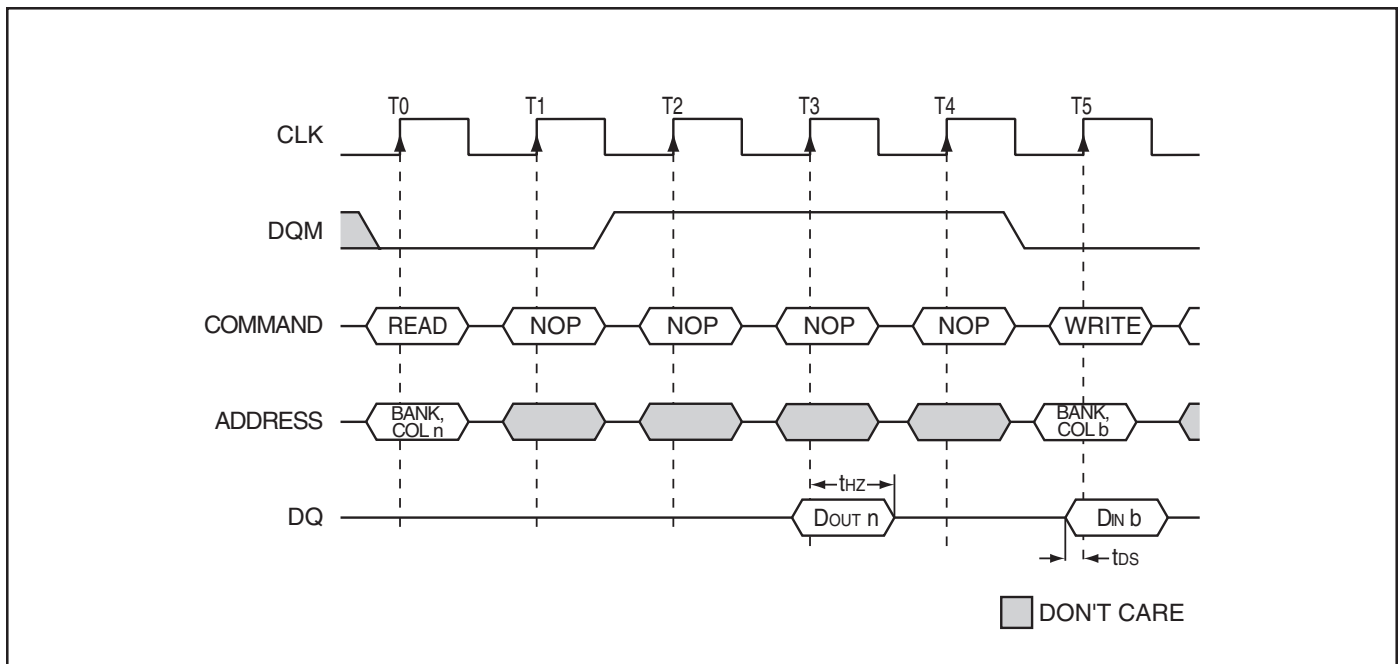 T0 T1 T2 T3 T4 T5
CLK
DQM
COMMAND READ NOP NOP NOP NOP WRITE
ADDRESS BANK, COL n BANK, COL b
tHZ
DQ DOUT n DIN b
tDS
DON'T CARE